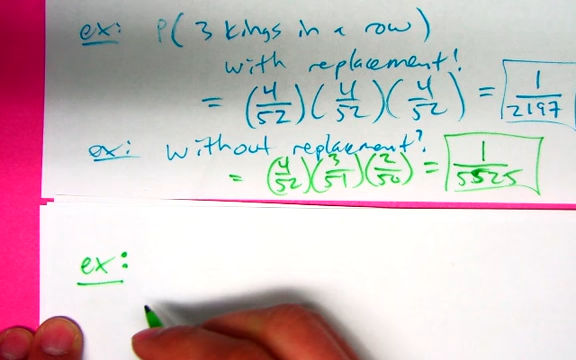 ex: P( 3 kings in a row)
with replacement!
= (4/52)(4/52)(4/52) = 1/2197
ex: without replacement?
= (4/52)(3/51)(2/50) = 1/5525
ex: